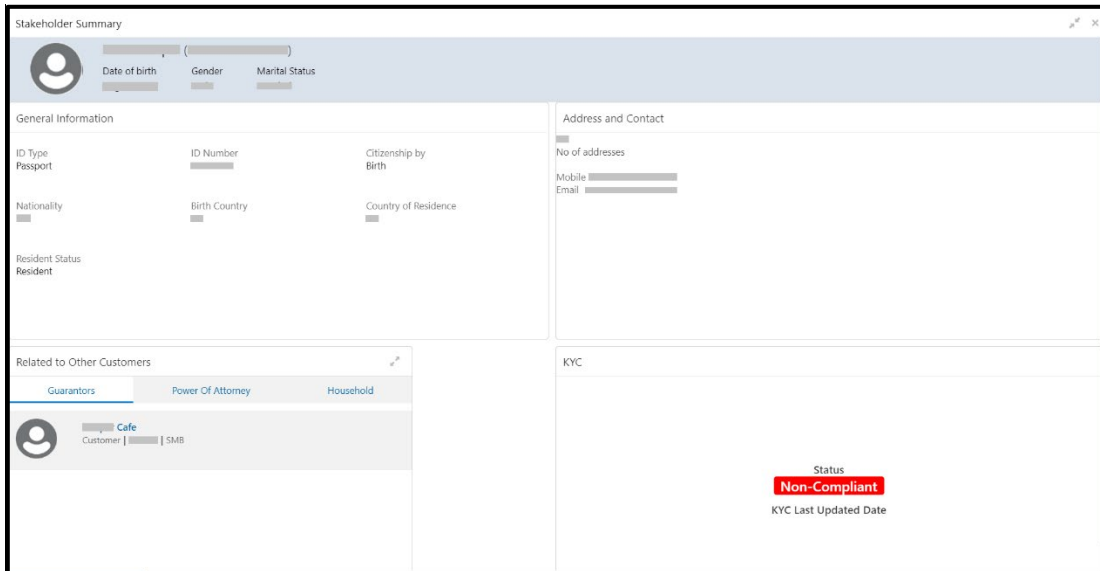 Stakeholder Summary
( )
Date of birth Gender Marital Status
General Information
ID Type ID Number Citizenship by
Passport Birth
Nationality Birth Country Country of Residence
Resident Status
Resident
Address and Contact
No of addresses
Mobile
Email
Related to Other Customers
Guarantors Power Of Attorney Household
Cafe
Customer | | SMB
KYC
Status
Non-Compliant
KYC Last Updated Date